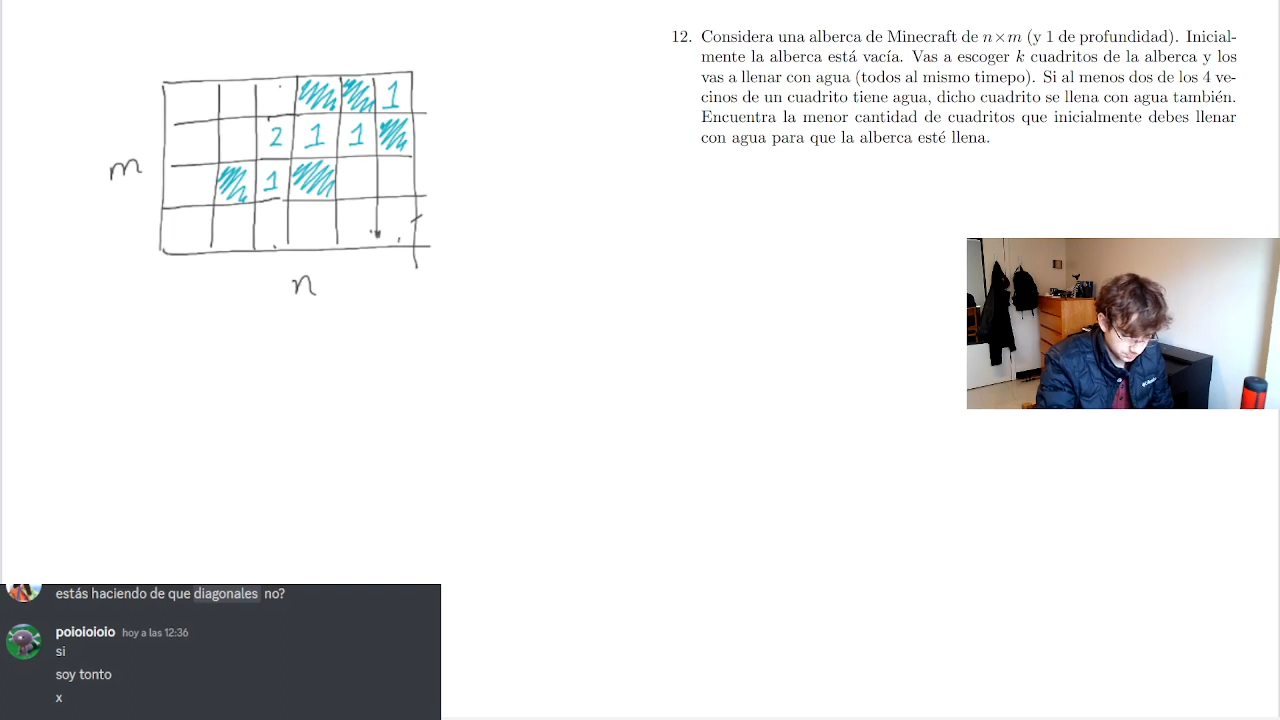 12. Considera una alberca de Minecraft de n×m (y 1 de profundidad). Inicial-
mente la alberca está vacía. Vas a escoger k cuadritos de la alberca y los
vas a llenar con agua (todos al mismo timepo). Si al menos dos de los 4 ve-
cinos de un cuadrito tiene agua, dicho cuadrito se llena con agua también.
Encuentra la menor cantidad de cuadritos que inicialmente debes llenar
con agua para que la alberca esté llena.
1
2 1 1
m
1
n
estás haciendo de que diagonales no?
poioioioio hoy a las 12:36
si
soy tonto
x